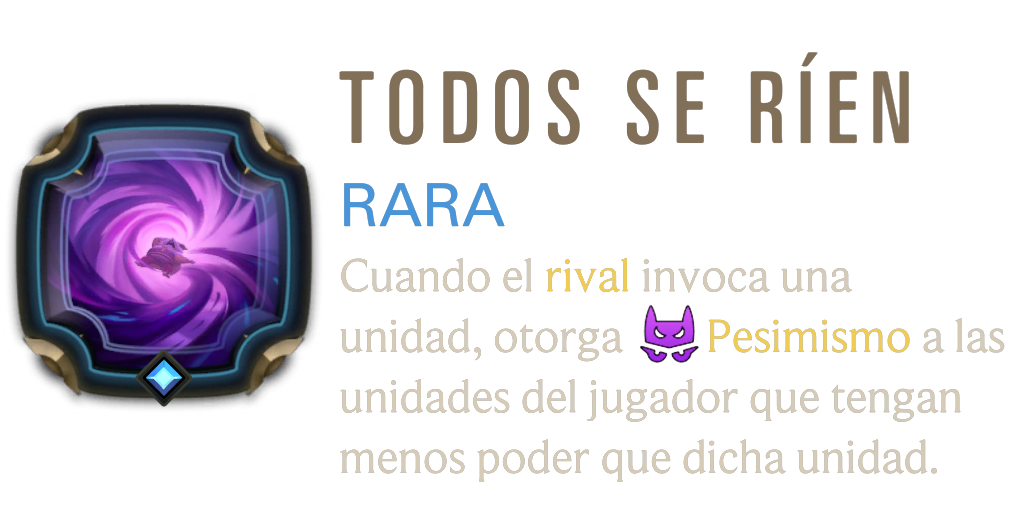 TODOS SE RÍEN
RARA
Cuando el rival invoca una
unidad, otorga Pesimismo a las
unidades del jugador que tengan
menos poder que dicha unidad.